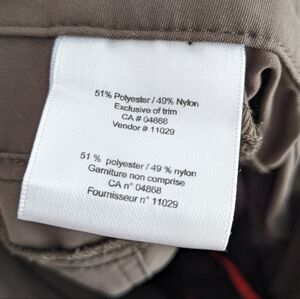 51% Polyester / 49% Nylon
Exclusive of trim
CA # 04868
Vendor # 11029
51 % polyester / 49 % nylon
Garniture non comprise
CA n° 04868
Fournisseur n° 11029